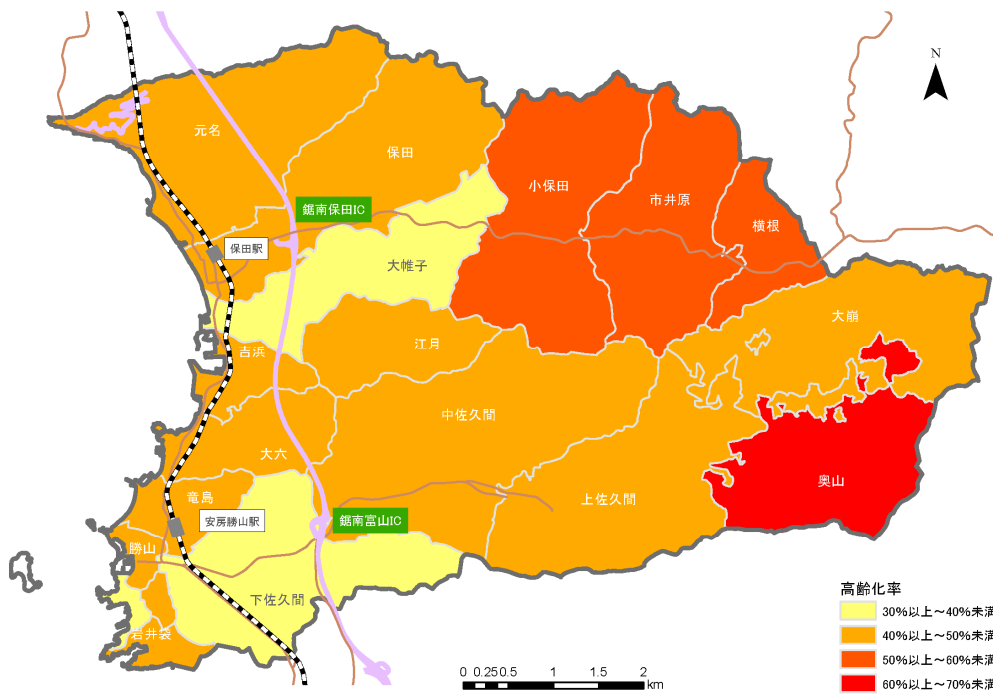 N
元名
保田
小保田
市井原
横根
鋸南保田IC
保田駅
大帷子
大崩
吉浜
江月
中佐久間
大六
奥山
上佐久間
竜島
安房勝山駅
鋸南富山IC
勝山
下佐久間
岩井袋
高齢化率
30%以上～40%未満
40%以上～50%未満
50%以上～60%未満
60%以上～70%未満
0 0.25 0.5 1 1.5 2
km